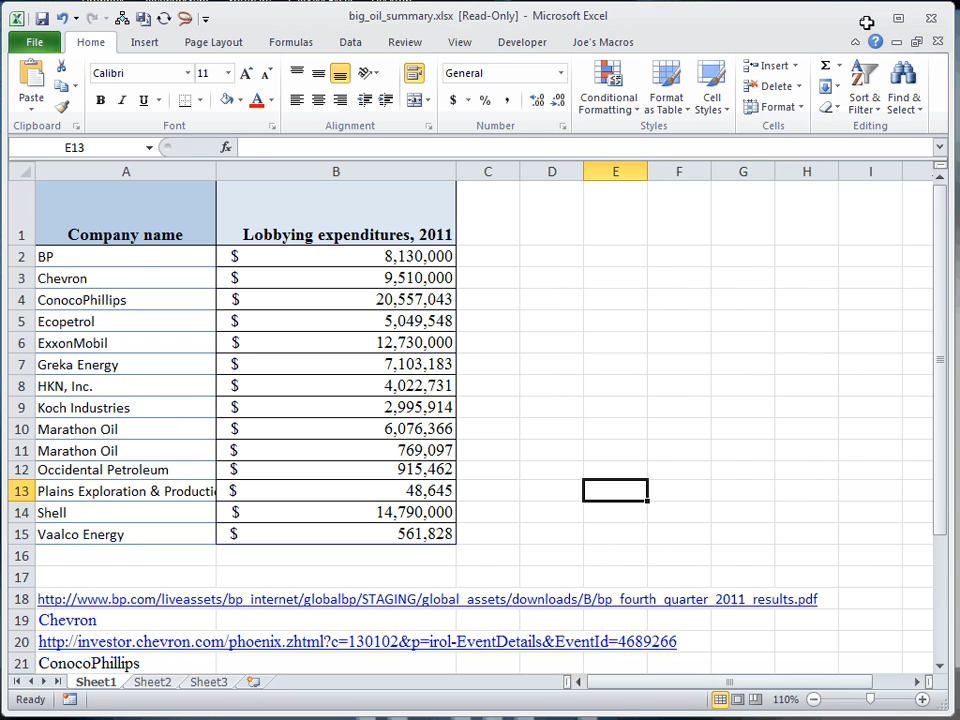 big_oil_summary.xlsx [Read-Only] - Microsoft Excel
File Home Insert Page Layout Formulas Data Review View Developer Joe's Macros
Paste
Calibri 11
B I U A
General
$ % ,
Conditional Formatting
Format as Table
Cell Styles
Insert
Delete
Format
Σ
Sort & Filter
Find & Select
Clipboard Font Alignment Number Styles Cells Editing
E13 fx
A B C D E F G H I
1 Company name Lobbying expenditures, 2011
2 BP $ 8,130,000
3 Chevron $ 9,510,000
4 ConocoPhillips $ 20,557,043
5 Ecopetrol $ 5,049,548
6 ExxonMobil $ 12,730,000
7 Greka Energy $ 7,103,183
8 HKN, Inc. $ 4,022,731
9 Koch Industries $ 2,995,914
10 Marathon Oil $ 6,076,366
11 Marathon Oil $ 769,097
12 Occidental Petroleum $ 915,462
13 Plains Exploration & Productio $ 48,645
14 Shell $ 14,790,000
15 Vaalco Energy $ 561,828
16
17
18 http://www.bp.com/liveassets/bp_internet/globalbp/STAGING/global_assets/downloads/B/bp_fourth_quarter_2011_results.pdf
19 Chevron
20 http://investor.chevron.com/phoenix.zhtml?c=130102&p=irol-EventDetails&EventId=4689266
21 ConocoPhillips
Sheet1 Sheet2 Sheet3
Ready 110%